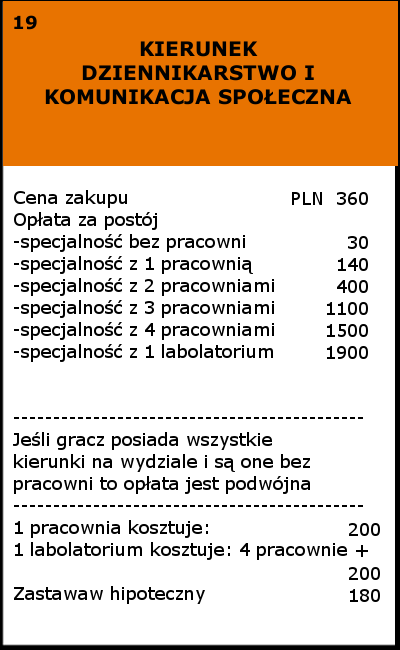 19
KIERUNEK
DZIENNIKARSTWO I
KOMUNIKACJA SPOŁECZNA
Cena zakupu PLN 360
Opłata za postój
-specjalność bez pracowni 30
-specjalność z 1 pracownią 140
-specjalność z 2 pracowniami 400
-specjalność z 3 pracowniami 1100
-specjalność z 4 pracowniami 1500
-specjalność z 1 labolatorium 1900
--------------------------------------------
Jeśli gracz posiada wszystkie
kierunki na wydziale i są one bez
pracowni to opłata jest podwójna
--------------------------------------------
1 pracownia kosztuje: 200
1 labolatorium kosztuje: 4 pracownie +
200
Zastawaw hipoteczny 180